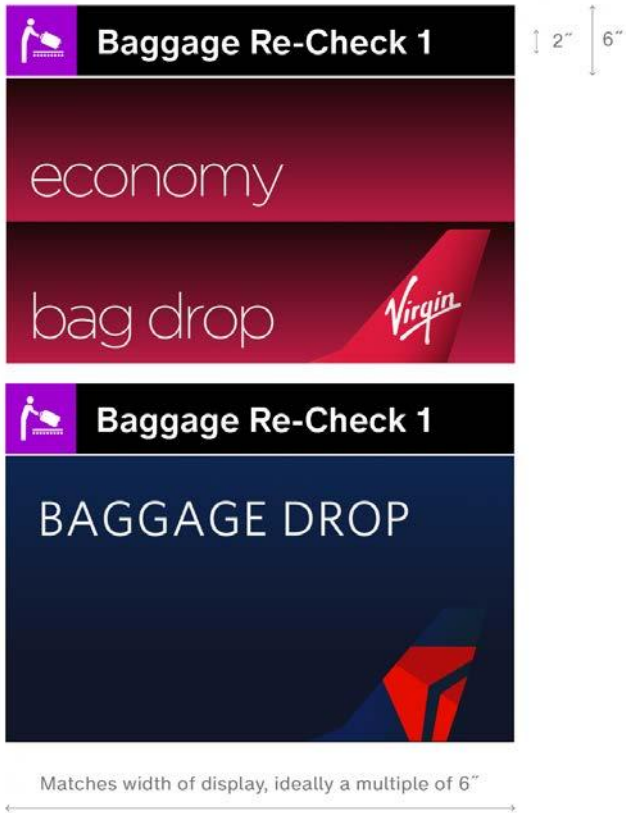 Baggage Re-Check 1
2″
6″
economy
bag drop
Virgin
Baggage Re-Check 1
BAGGAGE DROP
Matches width of display, ideally a multiple of 6″